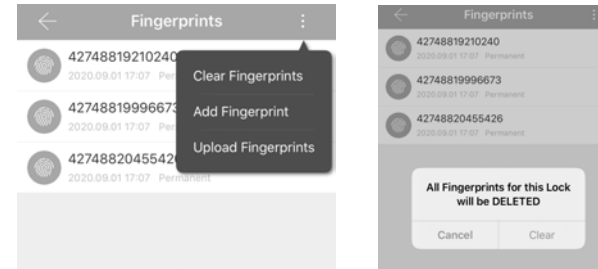 Fingerprints
42748819210240
2020.09.01 17:07 Per
42748819996673
2020.09.01 17:07
4274882045542
2020.09.01 17:07 Permanent
Clear Fingerprints
Add Fingerprint
Upload Fingerprints
Fingerprints
42748819210240
2020.09.01 17:07 Permanent
42748819996673
2020.09.01 17:07 Permanent
42748820455426
2020.09.01 17:07 Permanent
All Fingerprints for this Lock
will be DELETED
Cancel
Clear